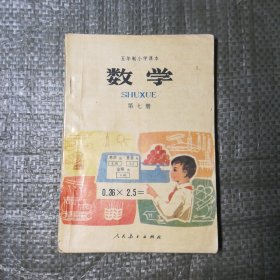 五年制小学课本
数学
SHUXUE
第七册
0.36×2.5=
人民教育出版社